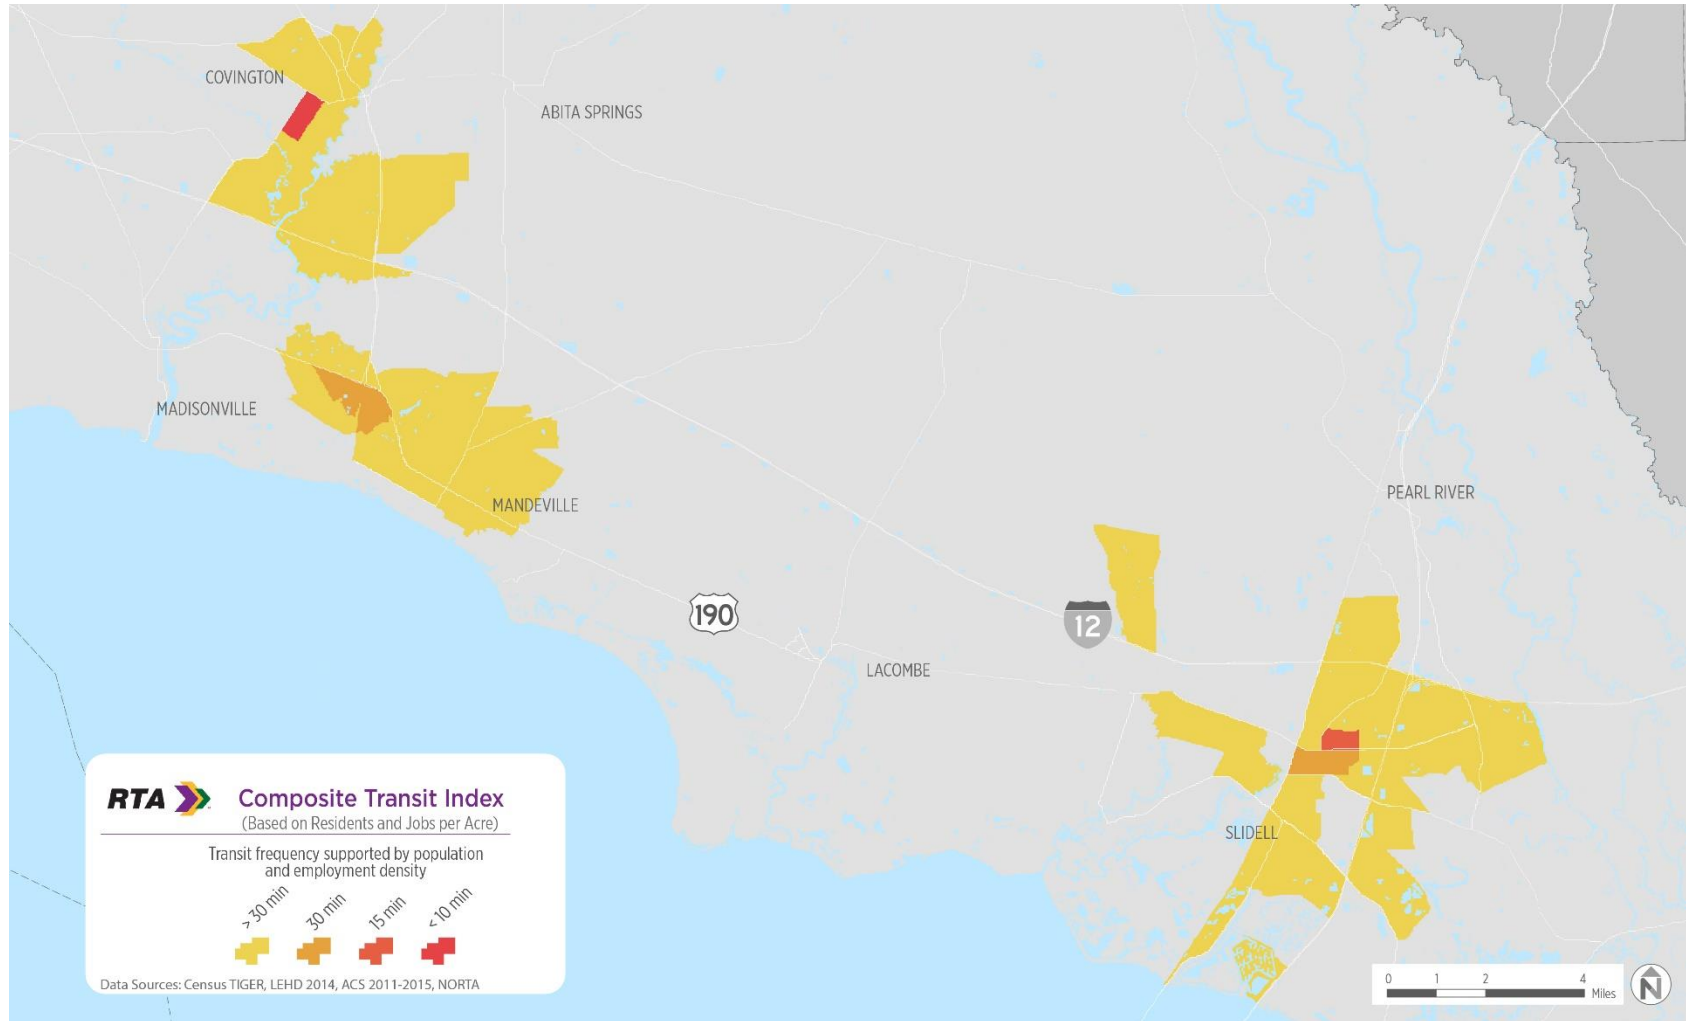 COVINGTON
ABITA SPRINGS
MADISONVILLE
MANDEVILLE
PEARL RIVER
190
12
LACOMBE
SLIDELL
RTA
Composite Transit Index
(Based on Residents and Jobs per Acre)
Transit frequency supported by population
and employment density
> 30 min
30 min
15 min
< 10 min
Data Sources: Census TIGER, LEHD 2014, ACS 2011-2015, NORTA
0 1 2 4
Miles
N